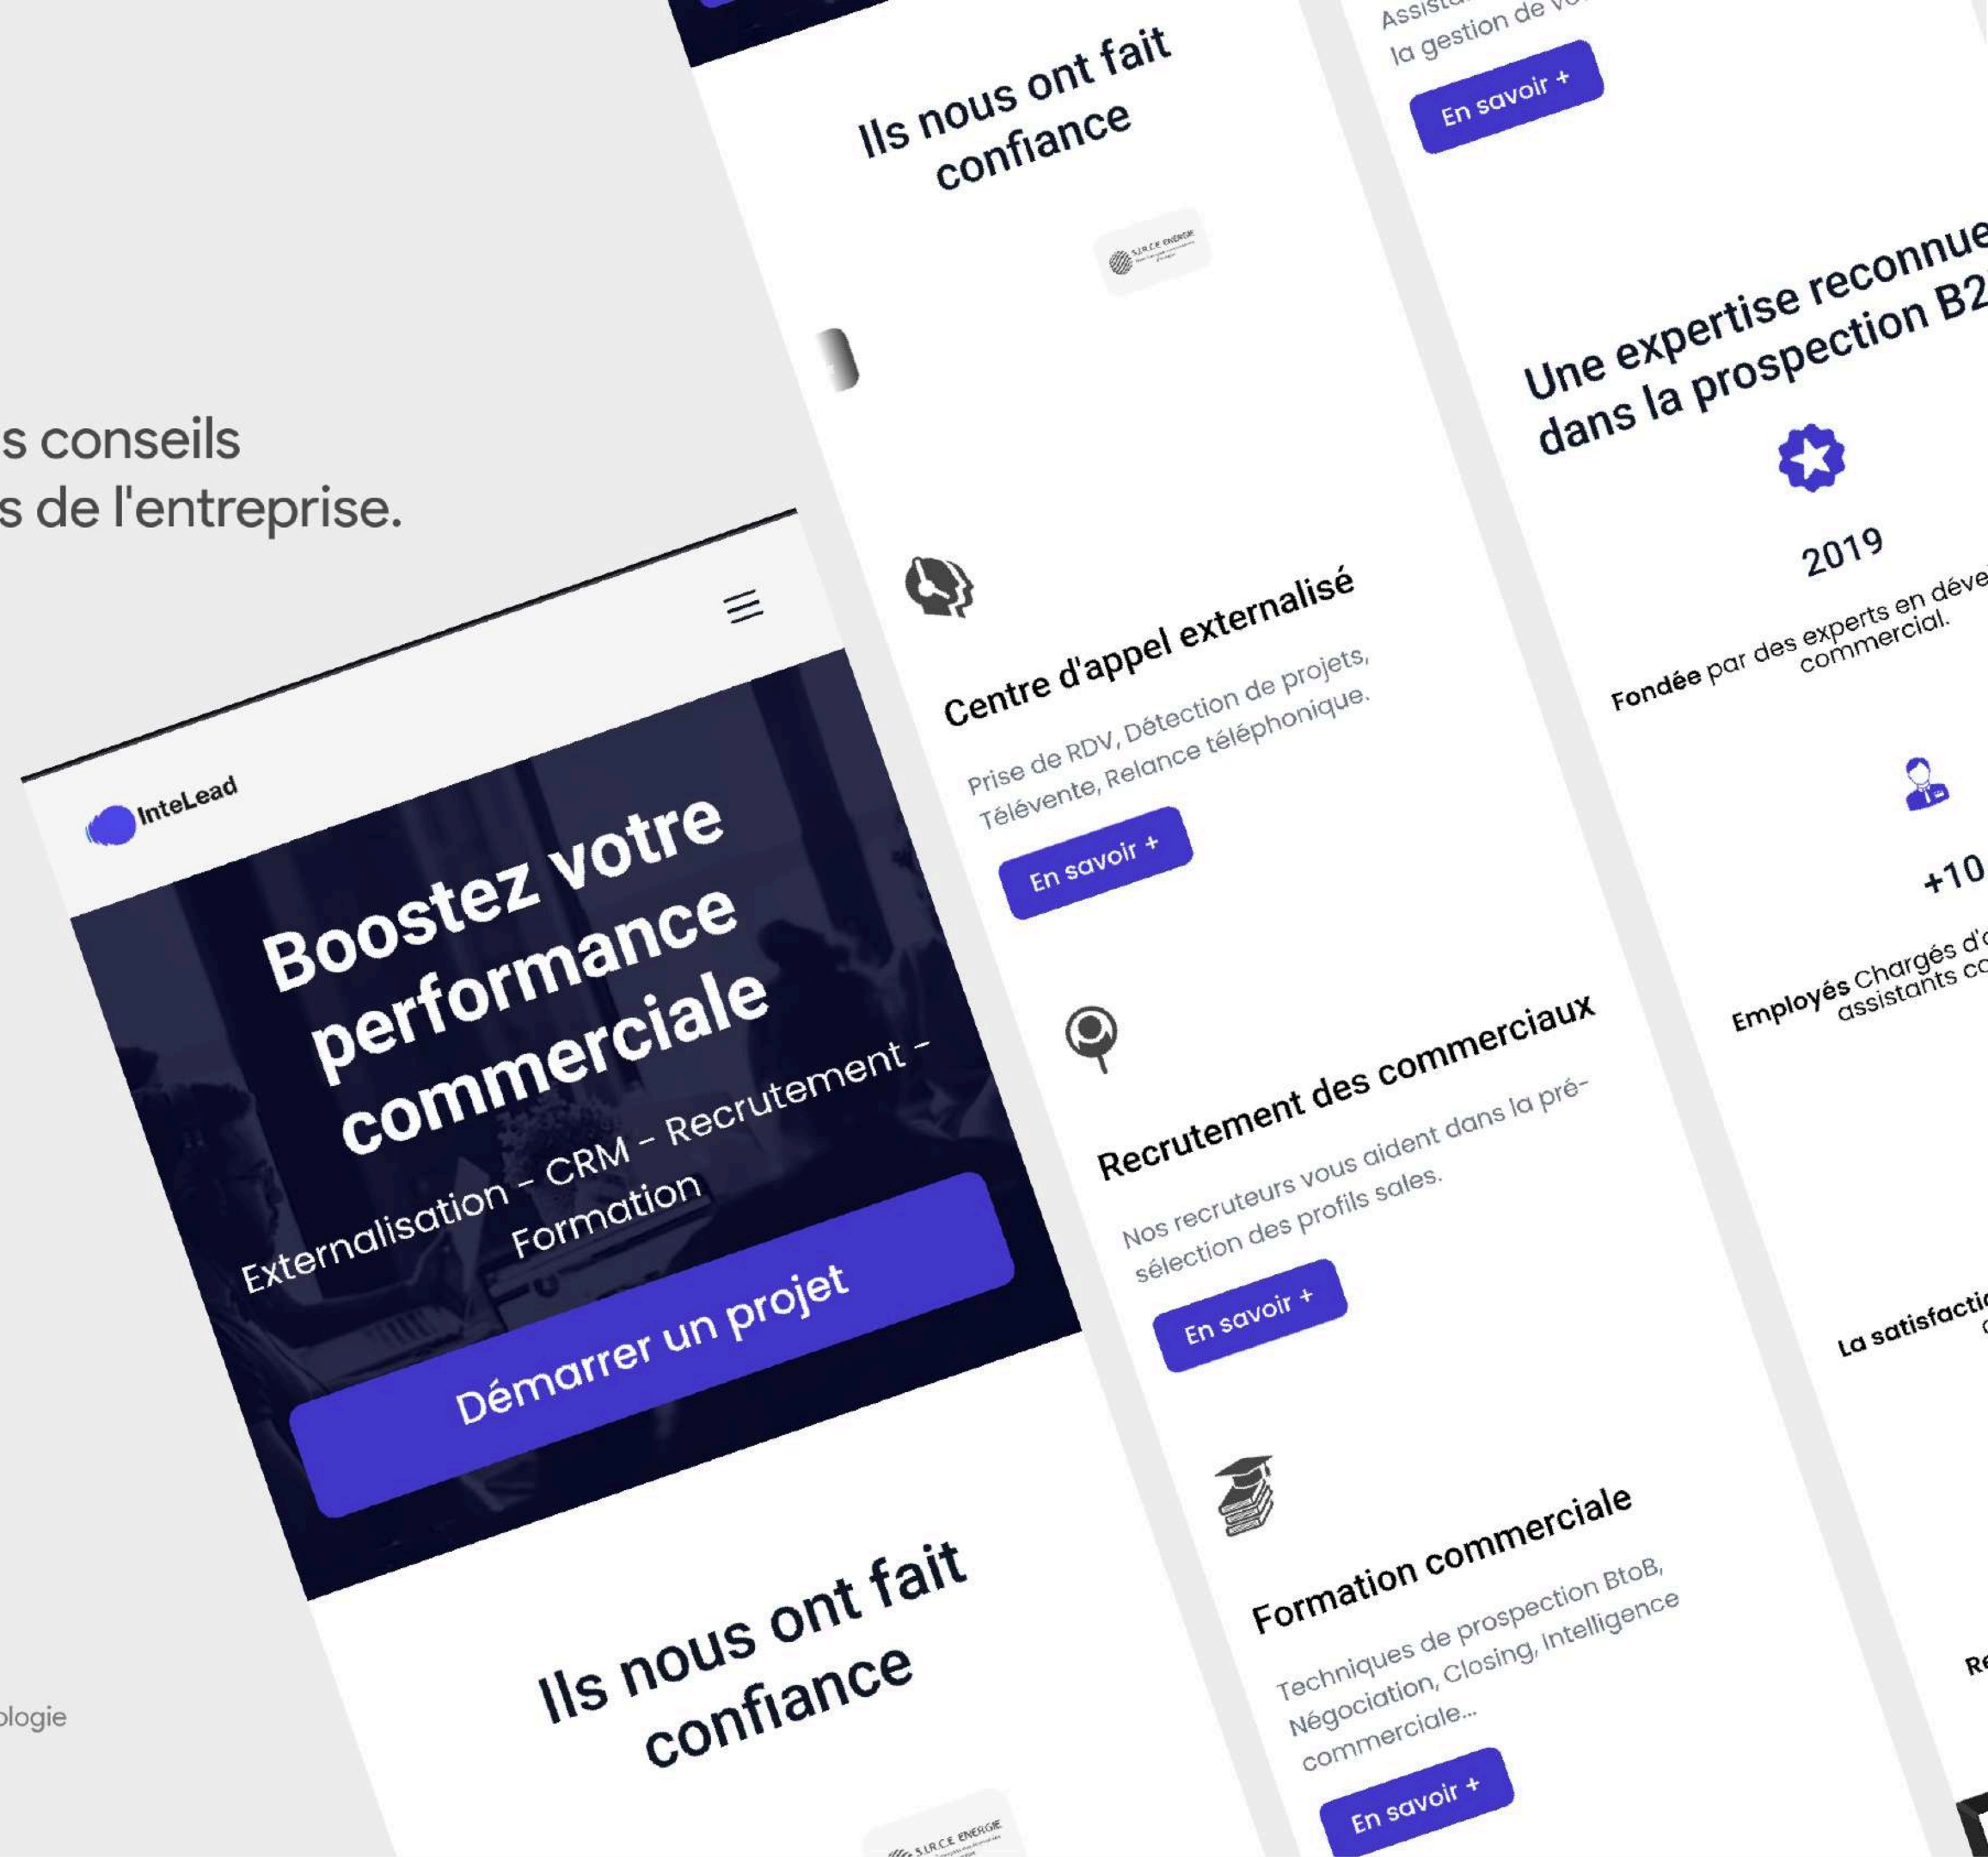 s conseils
s de l'entreprise.
ologie
InteLead
Boostez votre
performance
commerciale
Externalisation - CRM - Recrutement -
Formation
Démarrer un projet
Ils nous ont fait
confiance
S.I.R.C.E ENERGIE
Ils nous ont fait
confiance
S.I.R.C.E ENERGIE
Centre d'appel externalisé
Prise de RDV, Détection de projets,
Télévente, Relance téléphonique.
En savoir +
Recrutement des commerciaux
Nos recruteurs vous aident dans la pré-
sélection des profils sales.
En savoir +
Formation commerciale
Techniques de prospection BtoB,
Négociation, Closing, Intelligence
commerciale...
En savoir +
la gestion de
En savoir +
Une expertise reconnue
dans la prospection B2
2019
Fondée par des experts en déve
commercial.
+10
Employés Chargés d'
assistants co
La satisfacti
Re